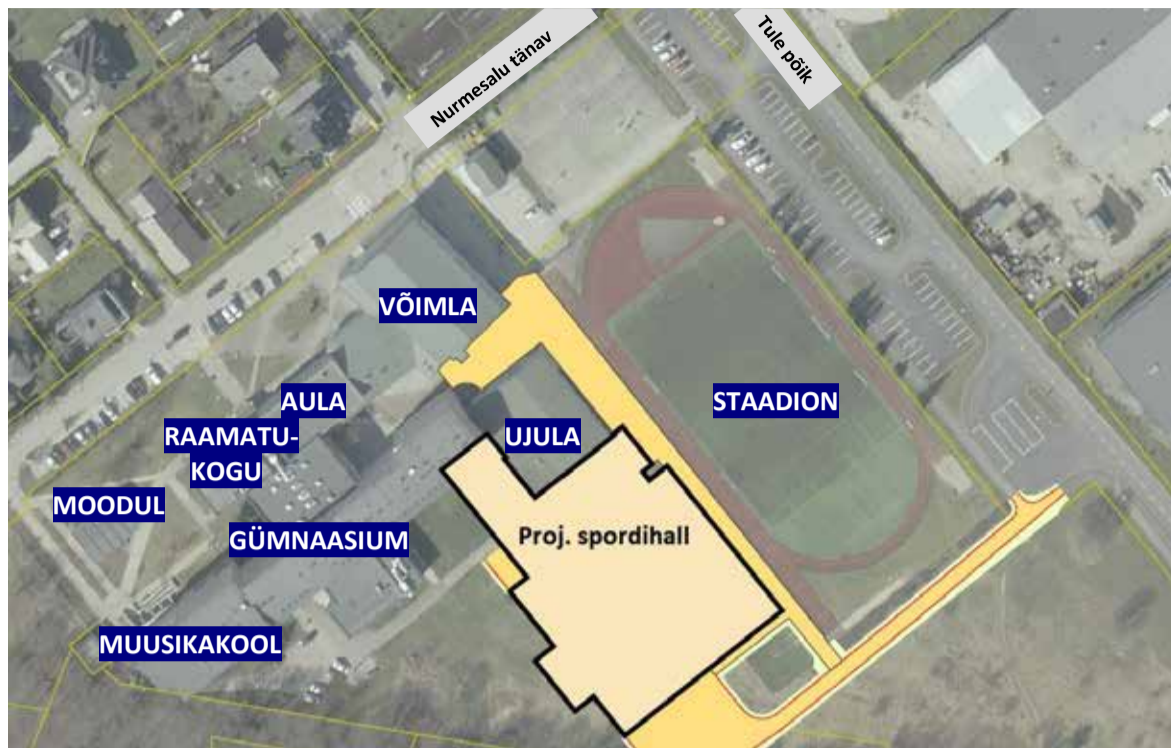 Nurmesalu tänav
Tule põik
VÕIMLA
AULA
STAADION
RAAMATU-
KOGU
UJULA
MOODUL
GÜMNAASIUM
Proj. spordihall
MUUSIKAKOOL